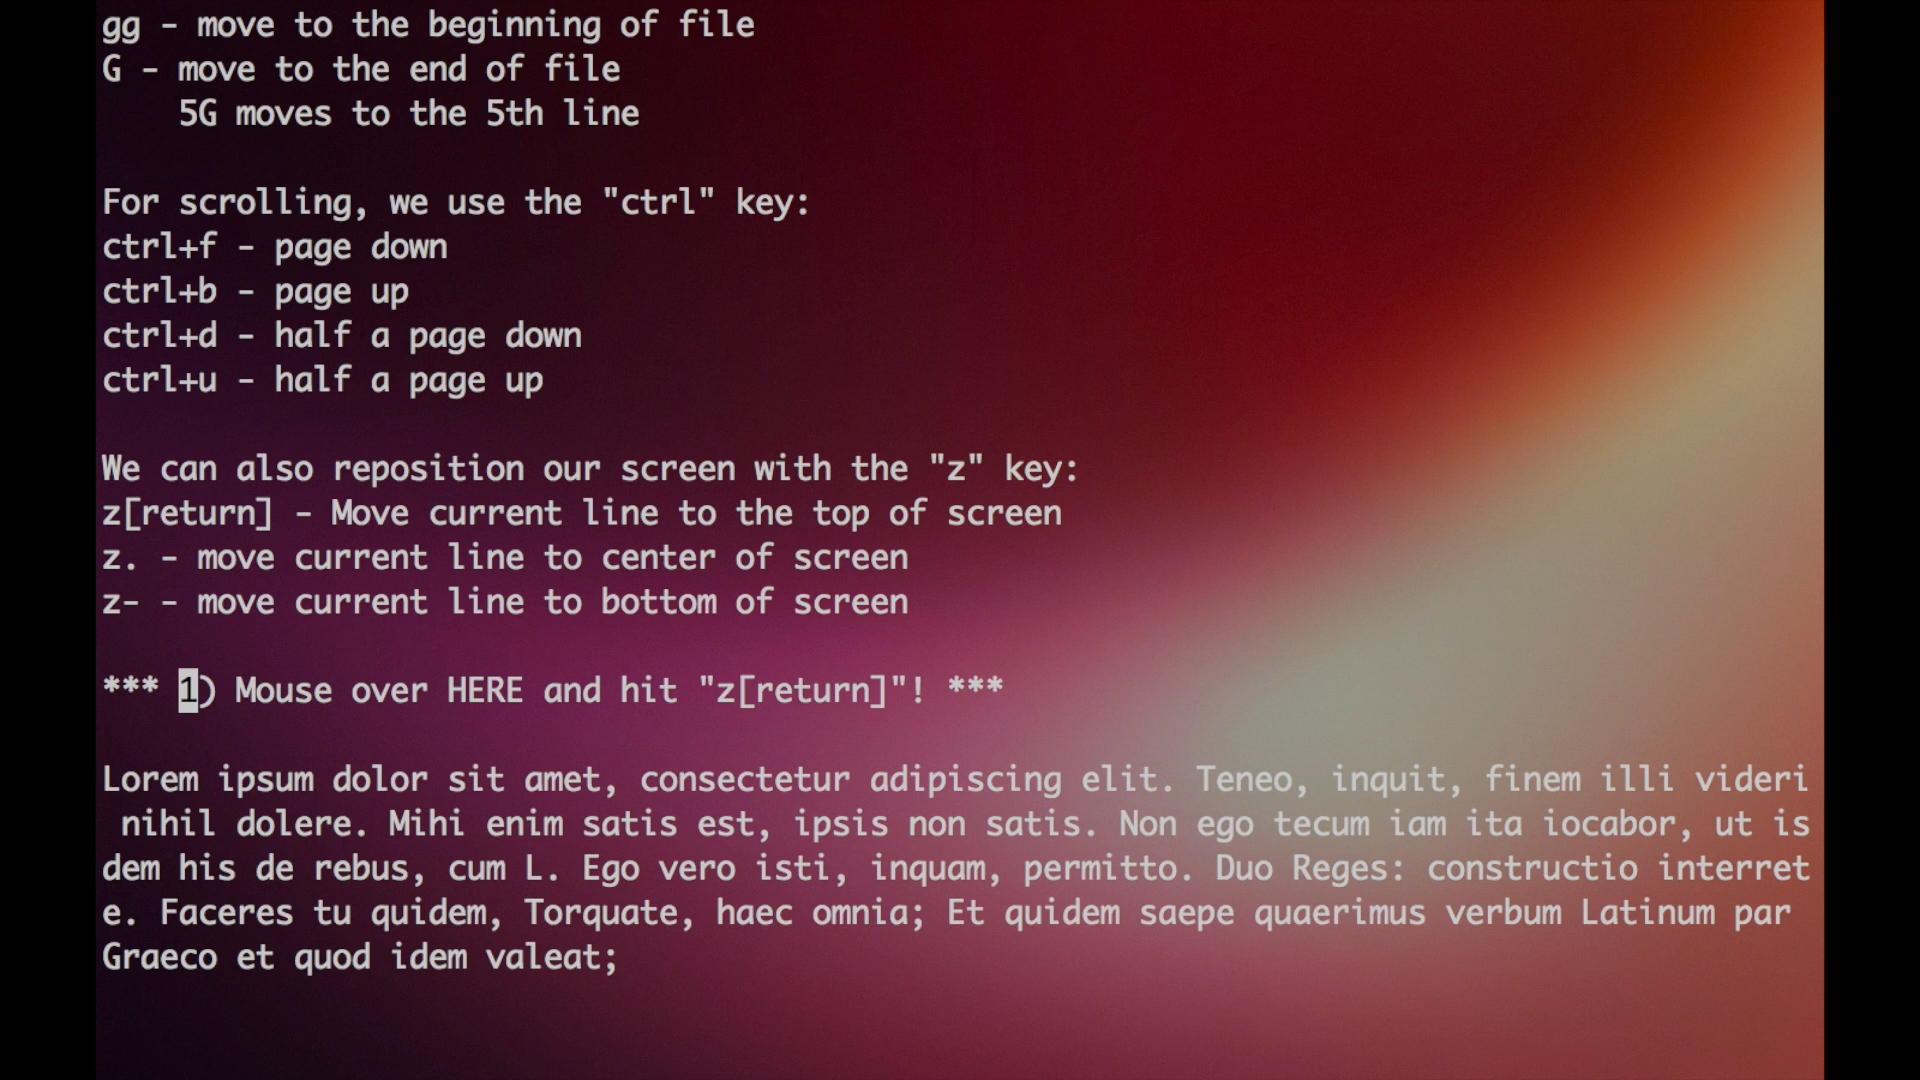 gg - move to the beginning of file
G - move to the end of file
5G moves to the 5th line
For scrolling, we use the "ctrl" key:
ctrl+f - page down
ctrl+b - page up
ctrl+d - half a page down
ctrl+u - half a page up
We can also reposition our screen with the "z" key:
z[return] - Move current line to the top of screen
z. - move current line to center of screen
z- - move current line to bottom of screen
*** 1) Mouse over HERE and hit "z[return]"! ***
Lorem ipsum dolor sit amet, consectetur adipiscing elit. Teneo, inquit, finem illi videri
nihil dolere. Mihi enim satis est, ipsis non satis. Non ego tecum iam ita iocabor, ut is
dem his de rebus, cum L. Ego vero isti, inquam, permitto. Duo Reges: constructio interret
e. Faceres tu quidem, Torquate, haec omnia; Et quidem saepe quaerimus verbum Latinum par
Graeco et quod idem valeat;